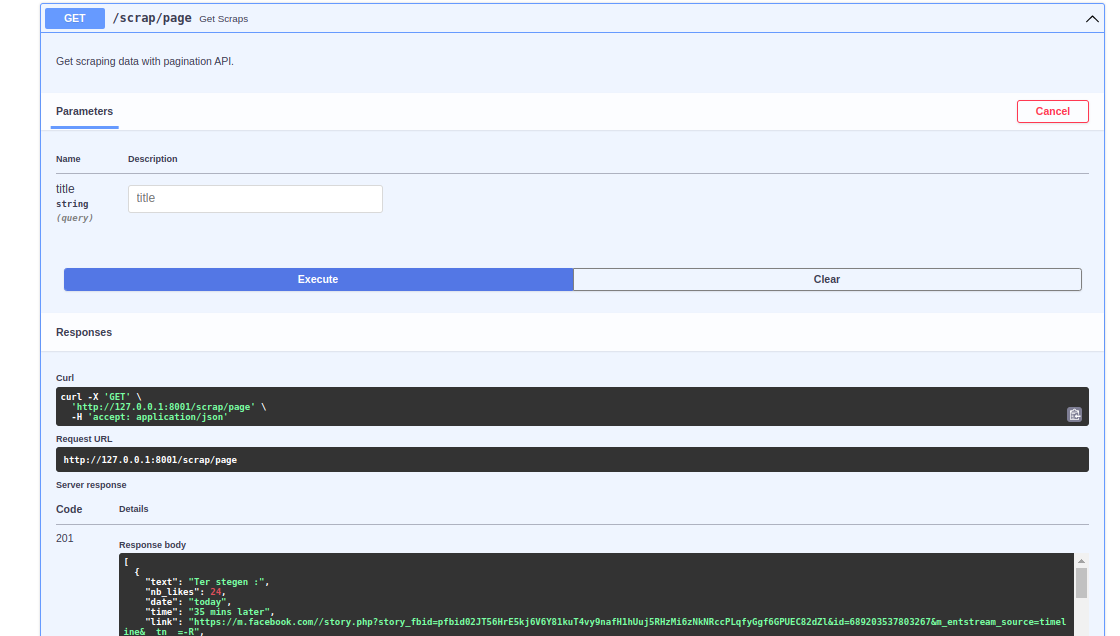 GET /scrap/page Get Scraps
Get scraping data with pagination API.
Parameters
Cancel
Name Description
title
string
(query)
title
Execute Clear
Responses
Curl
curl -X 'GET' \
'http://127.0.0.1:8001/scrap/page' \
-H 'accept: application/json'
Request URL
http://127.0.0.1:8001/scrap/page
Server response
Code Details
201
Response body
[
{
"text": "Ter stegen :",
"nb_likes": 24,
"date": "today",
"time": "35 mins later",
"link": "https://m.facebook.com//story.php?story_fbid=pfbid02JT56HrE5kj6V6Y81kuT4vy9nafH1hUuj5RHzMi6zNkNRccPLqfyGgf6GPUEC82dZl&id=689203537803267&m_entstream_source=timel
ine&__tn__=-R",